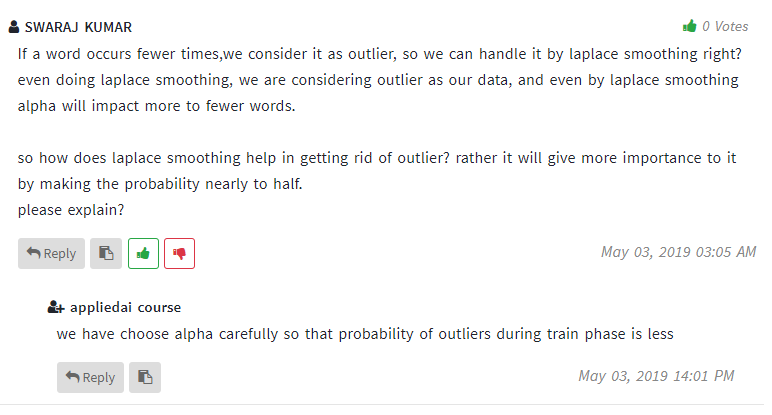 SWARAJ KUMAR
0 Votes
If a word occurs fewer times,we consider it as outlier, so we can handle it by laplace smoothing right?
even doing laplace smoothing, we are considering outlier as our data, and even by laplace smoothing
alpha will impact more to fewer words.
so how does laplace smoothing help in getting rid of outlier? rather it will give more importance to it
by making the probability nearly to half.
please explain?
Reply
May 03, 2019 03:05 AM
appliedai course
we have choose alpha carefully so that probability of outliers during train phase is less
Reply
May 03, 2019 14:01 PM